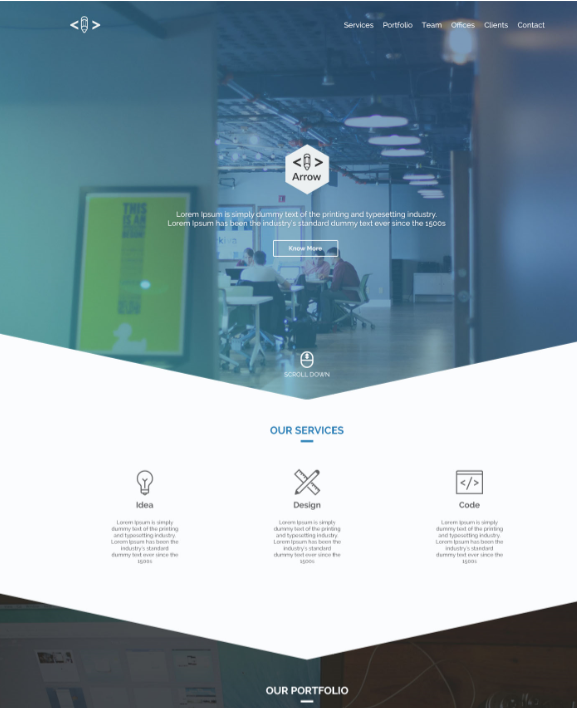 <> Services Portfolio Team Offices Clients Contact
THIS
IS AN
< >
Arrow
Lorem Ipsum is simply dummy text of the printing and typesetting industry.
Lorem Ipsum has been the industry's standard dummy text ever since the 1500s
Know More
SCROLL DOWN
OUR SERVICES
</>
Idea Design Code
Lorem Ipsum is simply
dummy text of the printing
and typesetting industry.
Lorem Ipsum has been the
industry's standard
dummy text ever since the
1500s
Lorem Ipsum is simply
dummy text of the printing
and typesetting industry.
Lorem Ipsum has been the
industry's standard
dummy text ever since the
1500s
Lorem Ipsum is simply
dummy text of the printing
and typesetting industry.
Lorem Ipsum has been the
industry's standard
dummy text ever since the
1500s
OUR PORTFOLIO